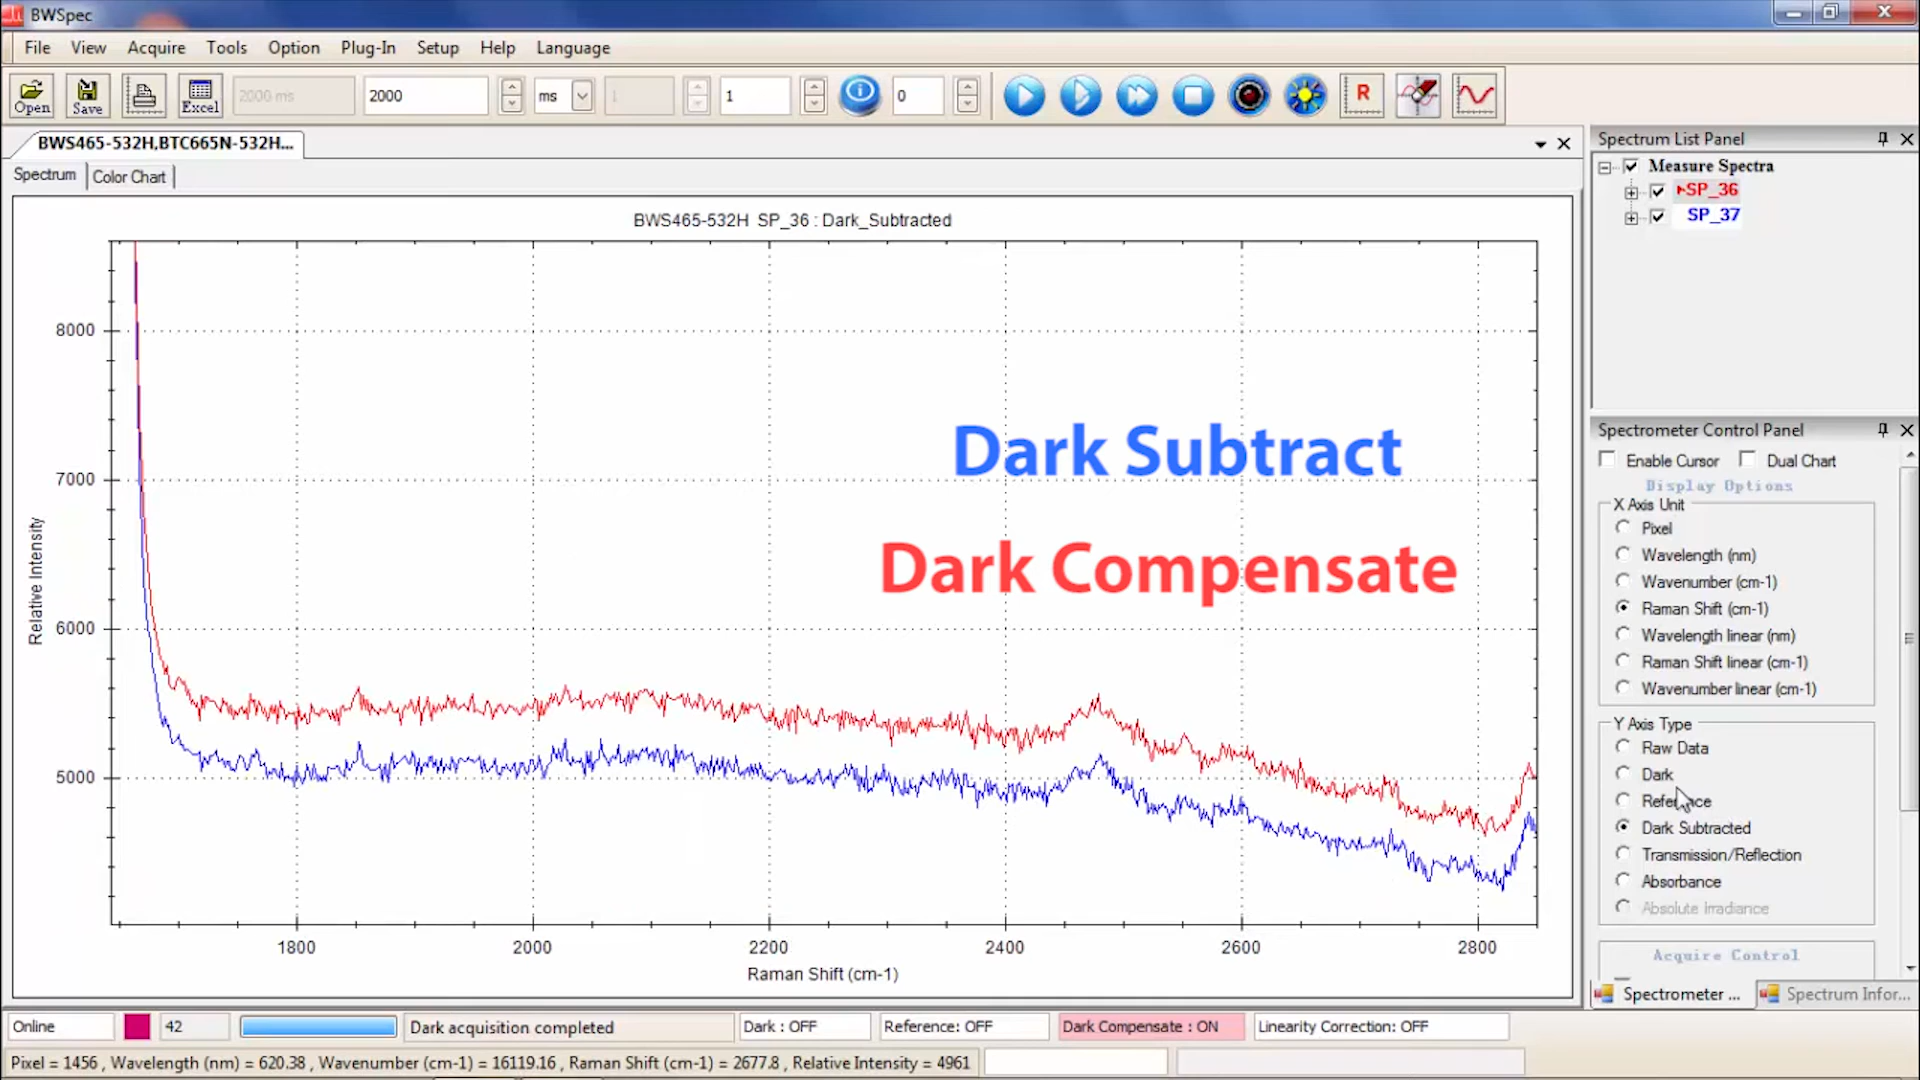 BWSpec
File View Acquire Tools Option Plug-In Setup Help Language
Open Save Excel 2000 ms 2000 ms 1 1 0 R
BWS465-532H,BTC665N-532H...
Spectrum Color Chart
BWS465-532H SP_36 : Dark_Subtracted
8000
7000
6000
5000
Relative Intensity
Dark Subtract
Dark Compensate
1800 2000 2200 2400 2600 2800
Raman Shift (cm-1)
Spectrum List Panel
Measure Spectra
SP_36
SP_37
Spectrometer Control Panel
Enable Cursor Dual Chart
Display Options
X Axis Unit
Pixel
Wavelength (nm)
Wavenumber (cm-1)
Raman Shift (cm-1)
Wavelength linear (nm)
Raman Shift linear (cm-1)
Wavenumber linear (cm-1)
Y Axis Type
Raw Data
Dark
Reference
Dark Subtracted
Transmission/Reflection
Absorbance
Absolute Irradiance
Acquire Control
Spectrometer ... Spectrum Infor...
Online 42 Dark acquisition completed Dark : OFF Reference: OFF Dark Compensate : ON Linearity Correction: OFF
Pixel = 1456 , Wavelength (nm) = 620.38 , Wavenumber (cm-1) = 16119.16 , Raman Shift (cm-1) = 2677.8 , Relative Intensity = 4961